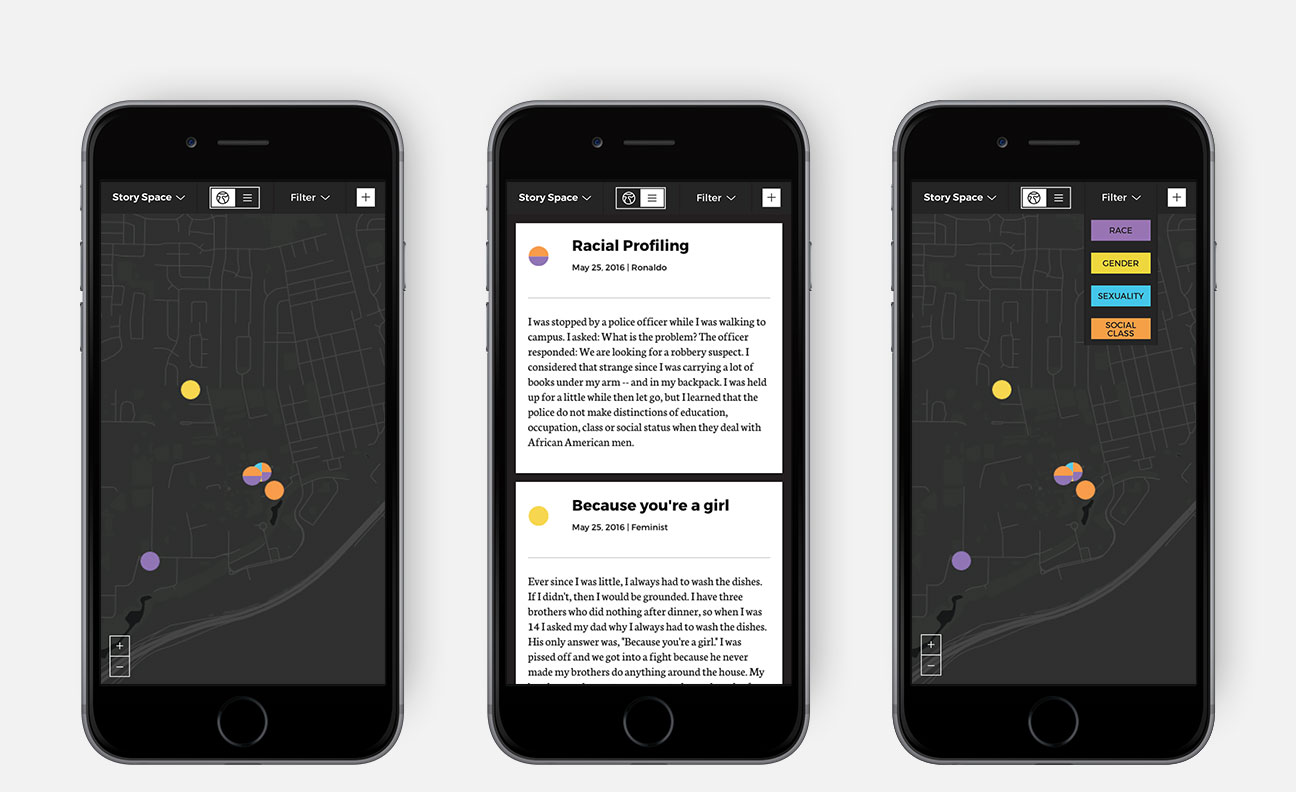 Story Space
Filter
+
+
−
Story Space
Filter
+
Racial Profiling
May 25, 2016 | Ronaldo
I was stopped by a police officer while I was walking to
campus. I asked: What is the problem? The officer
responded: We are looking for a robbery suspect. I
considered that strange since I was carrying a lot of
books under my arm -- and in my backpack. I was held
up for a little while then let go, but I learned that the
police do not make distinctions of education,
occupation, class or social status when they deal with
African American men.
Because you're a girl
May 25, 2016 | Feminist
Ever since I was little, I always had to wash the dishes.
If I didn't, then I would be grounded. I have three
brothers who did nothing after dinner, so when I was
14 I asked my dad why I always had to wash the dishes.
His only answer was, "Because you're a girl." I was
pissed off and we got into a fight because he never
made my brothers do anything around the house. My
Story Space
Filter
+
RACE
GENDER
SEXUALITY
SOCIAL
CLASS
+
−